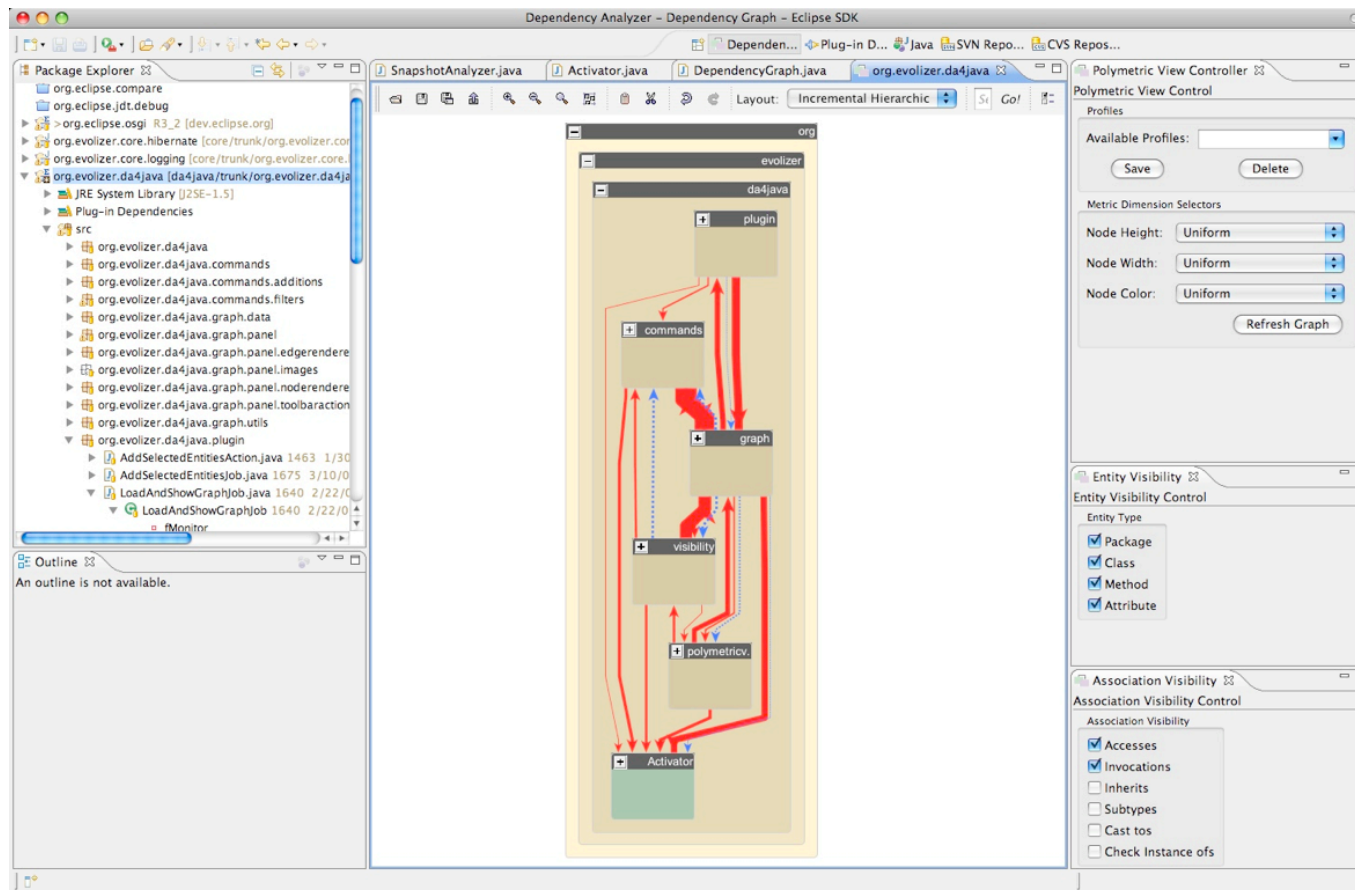 Dependency Analyzer – Dependency Graph – Eclipse SDK
Dependen... Plug-in D... Java SVN Repo... CVS Repos...
Package Explorer
org.eclipse.compare
org.eclipse.jdt.debug
>org.eclipse.osgi R3_2 [dev.eclipse.org]
org.evolizer.core.hibernate [core/trunk/org.evolizer.cor
org.evolizer.core.logging [core/trunk/org.evolizer.core.
org.evolizer.da4java [da4java/trunk/org.evolizer.da4ja
JRE System Library [J2SE-1.5]
Plug-in Dependencies
src
org.evolizer.da4java
org.evolizer.da4java.commands
org.evolizer.da4java.commands.additions
org.evolizer.da4java.commands.filters
org.evolizer.da4java.graph.data
org.evolizer.da4java.graph.panel
org.evolizer.da4java.graph.panel.edgerendere
org.evolizer.da4java.graph.panel.images
org.evolizer.da4java.graph.panel.noderendere
org.evolizer.da4java.graph.panel.toolbaraction
org.evolizer.da4java.graph.utils
org.evolizer.da4java.plugin
AddSelectedEntitiesAction.java 1463 1/30
AddSelectedEntitiesJob.java 1675 3/10/0
LoadAndShowGraphJob.java 1640 2/22/0
LoadAndShowGraphJob 1640 2/22/0
fMonitor
Outline
An outline is not available.
SnapshotAnalyzer.java Activator.java DependencyGraph.java org.evolizer.da4java
Layout: Incremental Hierarchic Go!
org
evolizer
da4java
plugin
commands
graph
visibility
polymetricv.
Activator
Polymetric View Controller
Polymetric View Control
Profiles
Available Profiles:
Save Delete
Metric Dimension Selectors
Node Height: Uniform
Node Width: Uniform
Node Color: Uniform
Refresh Graph
Entity Visibility
Entity Visibility Control
Entity Type
Package
Class
Method
Attribute
Association Visibility
Association Visibility Control
Association Visibility
Accesses
Invocations
Inherits
Subtypes
Cast tos
Check Instance ofs